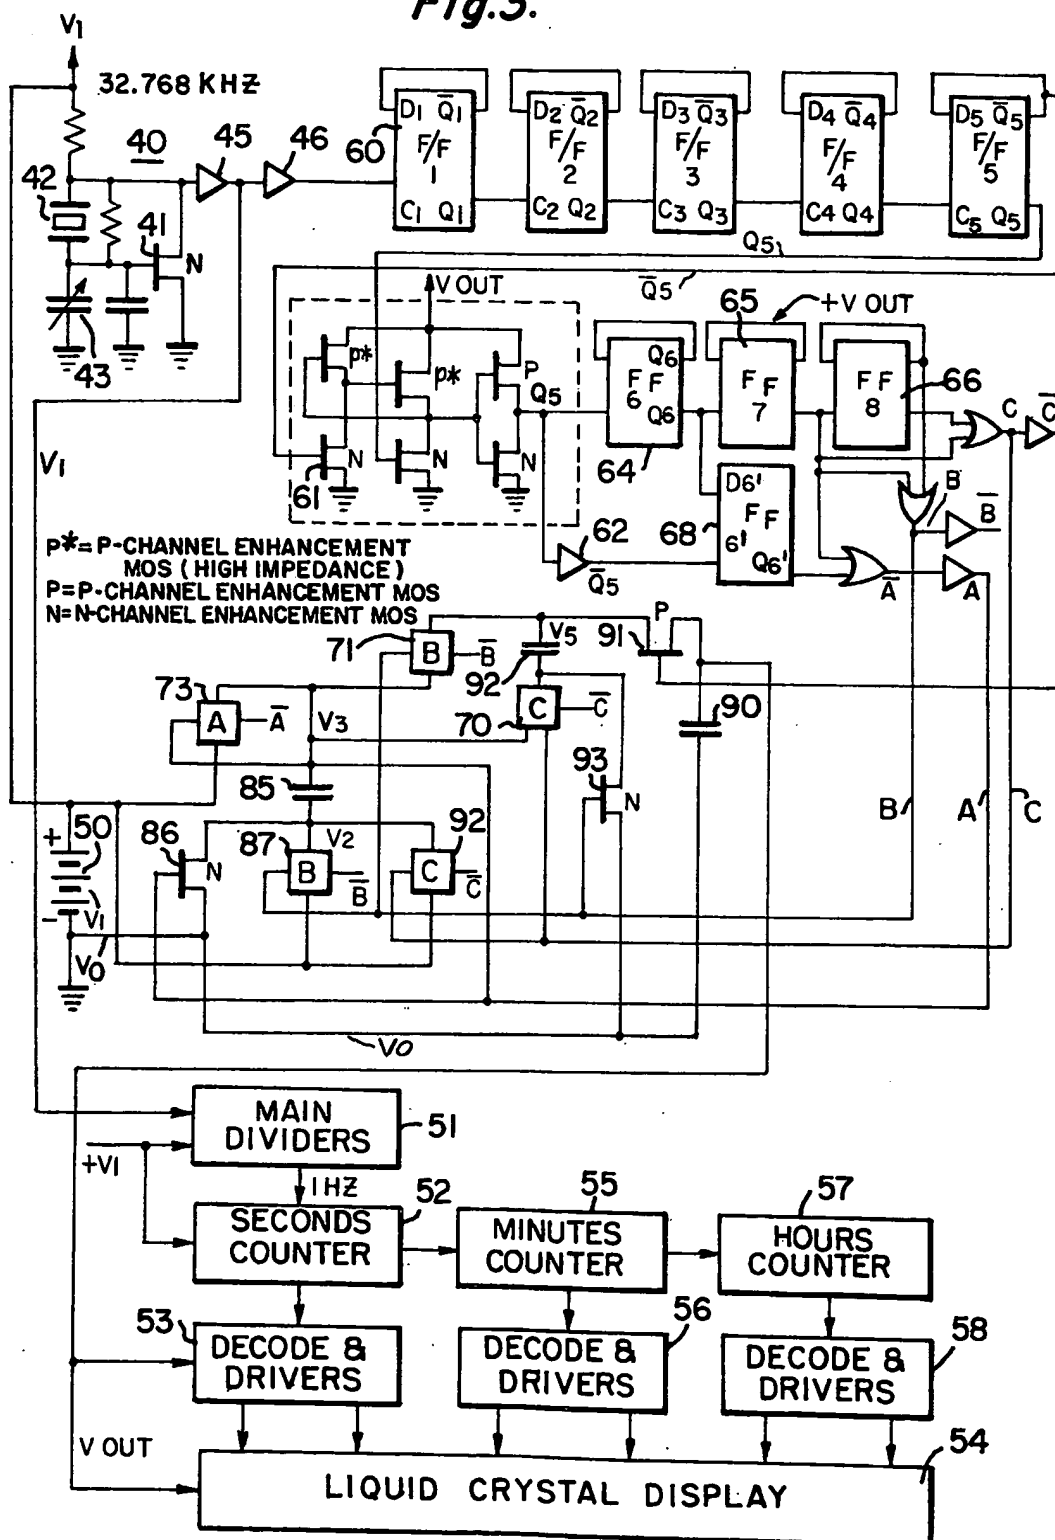 Fig.3.
V1
32.768 KHZ
40
45
46
60
42
41
N
43
D1 Q̅1
F/F
1
C1 Q1
D2 Q̅2
F/F
2
C2 Q2
D3 Q̅3
F/F
3
C3 Q3
D4 Q̅4
F/F
4
C4 Q4
D5 Q̅5
F/F
5
C5 Q5
Q5
Q̅5
V OUT
65
+V OUT
P*
P*
P
Q5
N
N
N
61
Q6
FF
6
Q6
64
FF
7
FF
8
66
C
C̅
V1
62
Q̅5
68
D6'
FF
6'
Q6'
B
B̅
A̅
A
P*=P-CHANNEL ENHANCEMENT
MOS (HIGH IMPEDANCE)
P=P-CHANNEL ENHANCEMENT MOS
N=N-CHANNEL ENHANCEMENT MOS
71
B
B̅
V5
92
91
P
73
A
A̅
V3
70
C
C̅
90
85
93
N
B
A
C
50
+
-
V1
V0
86
N
87
V2
B
B̅
92
C
C̅
V0
MAIN
DIVIDERS
51
+V1
1HZ
52
SECONDS
COUNTER
55
MINUTES
COUNTER
57
HOURS
COUNTER
53
DECODE &
DRIVERS
56
DECODE &
DRIVERS
58
DECODE &
DRIVERS
V OUT
54
LIQUID CRYSTAL DISPLAY